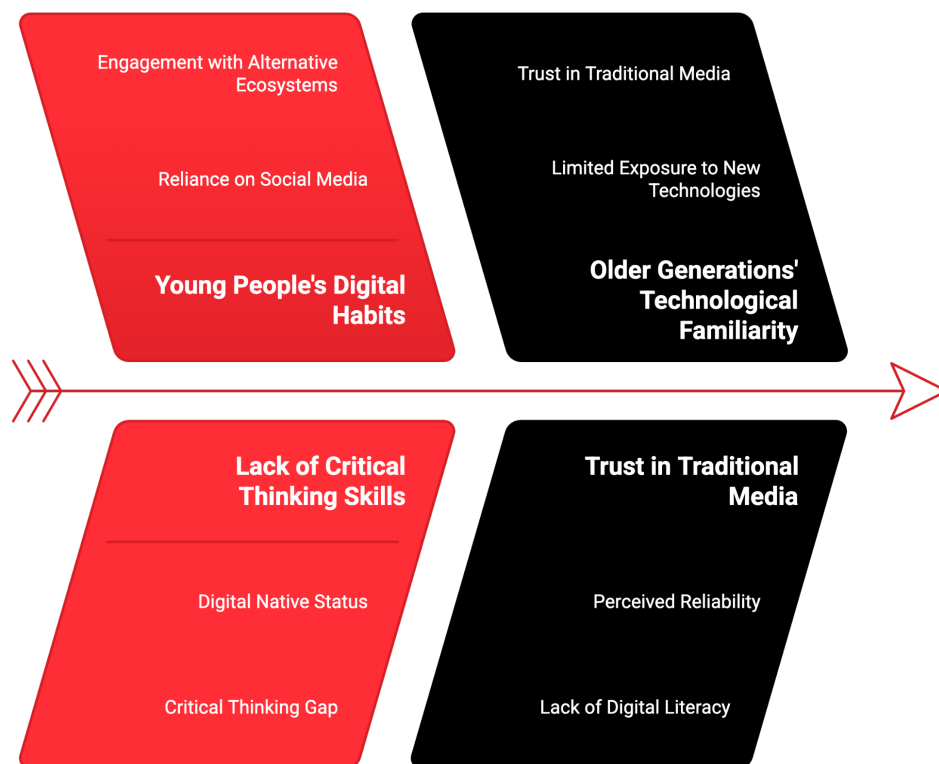 Engagement with Alternative
Ecosystems
Reliance on Social Media
Young People's Digital
Habits
Trust in Traditional Media
Limited Exposure to New
Technologies
Older Generations'
Technological
Familiarity
Lack of Critical
Thinking Skills
Digital Native Status
Critical Thinking Gap
Trust in Traditional
Media
Perceived Reliability
Lack of Digital Literacy